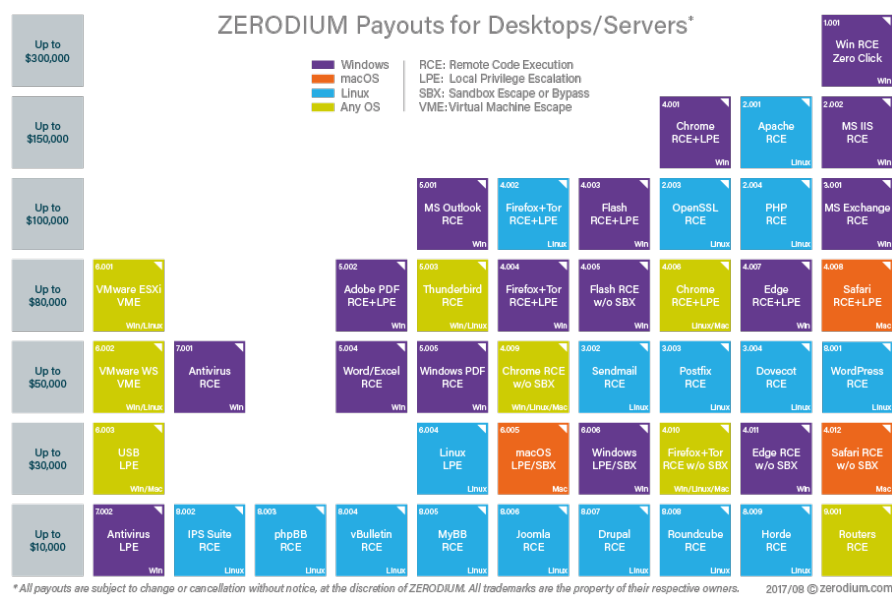 ZERODIUM Payouts for Desktops/Servers*
Windows
macOS
Linux
Any OS
RCE: Remote Code Execution
LPE: Local Privilege Escalation
SBX: Sandbox Escape or Bypass
VME: Virtual Machine Escape
Up to
$300,000
1.001
Win RCE
Zero Click
Win
Up to
$150,000
4.001
Chrome
RCE+LPE
Win
2.001
Apache
RCE
Linux
2.002
MS IIS
RCE
Win
Up to
$100,000
5.001
MS Outlook
RCE
Win
4.002
Firefox+Tor
RCE+LPE
Linux
4.003
Flash
RCE+LPE
Win
2.003
OpenSSL
RCE
Linux
2.004
PHP
RCE
Linux
3.001
MS Exchange
RCE
Win
Up to
$80,000
6.001
VMware ESXi
VME
Win/Linux
5.002
Adobe PDF
RCE+LPE
Win
5.003
Thunderbird
RCE
Win/Linux
4.004
Firefox+Tor
RCE+LPE
Win
4.005
Flash RCE
w/o SBX
Win
4.006
Chrome
RCE+LPE
Linux/Mac
4.007
Edge
RCE+LPE
Win
4.008
Safari
RCE+LPE
Mac
Up to
$50,000
6.002
VMware WS
VME
Win/Linux
7.001
Antivirus
RCE
Win
5.004
Word/Excel
RCE
Win
5.005
Windows PDF
RCE
Win
4.009
Chrome RCE
w/o SBX
Win/Linux/Mac
3.002
Sendmail
RCE
Linux
3.003
Postfix
RCE
Linux
3.004
Dovecot
RCE
Linux
8.001
WordPress
RCE
Linux
Up to
$30,000
6.003
USB
LPE
Win/Mac
6.004
Linux
LPE
Linux
6.005
macOS
LPE/SBX
Mac
6.006
Windows
LPE/SBX
Win
4.010
Firefox+Tor
RCE w/o SBX
Win/Linux/Mac
4.011
Edge RCE
w/o SBX
Win
4.012
Safari RCE
w/o SBX
Mac
Up to
$10,000
7.002
Antivirus
LPE
Win
8.002
IPS Suite
RCE
Linux
8.003
phpBB
RCE
Linux
8.004
vBulletin
RCE
Linux
8.005
MyBB
RCE
Linux
8.006
Joomla
RCE
Linux
8.007
Drupal
RCE
Linux
8.008
Roundcube
RCE
Linux
8.009
Horde
RCE
Linux
9.001
Routers
RCE
* All payouts are subject to change or cancellation without notice, at the discretion of ZERODIUM. All trademarks are the property of their respective owners.
2017/08 © zerodium.com